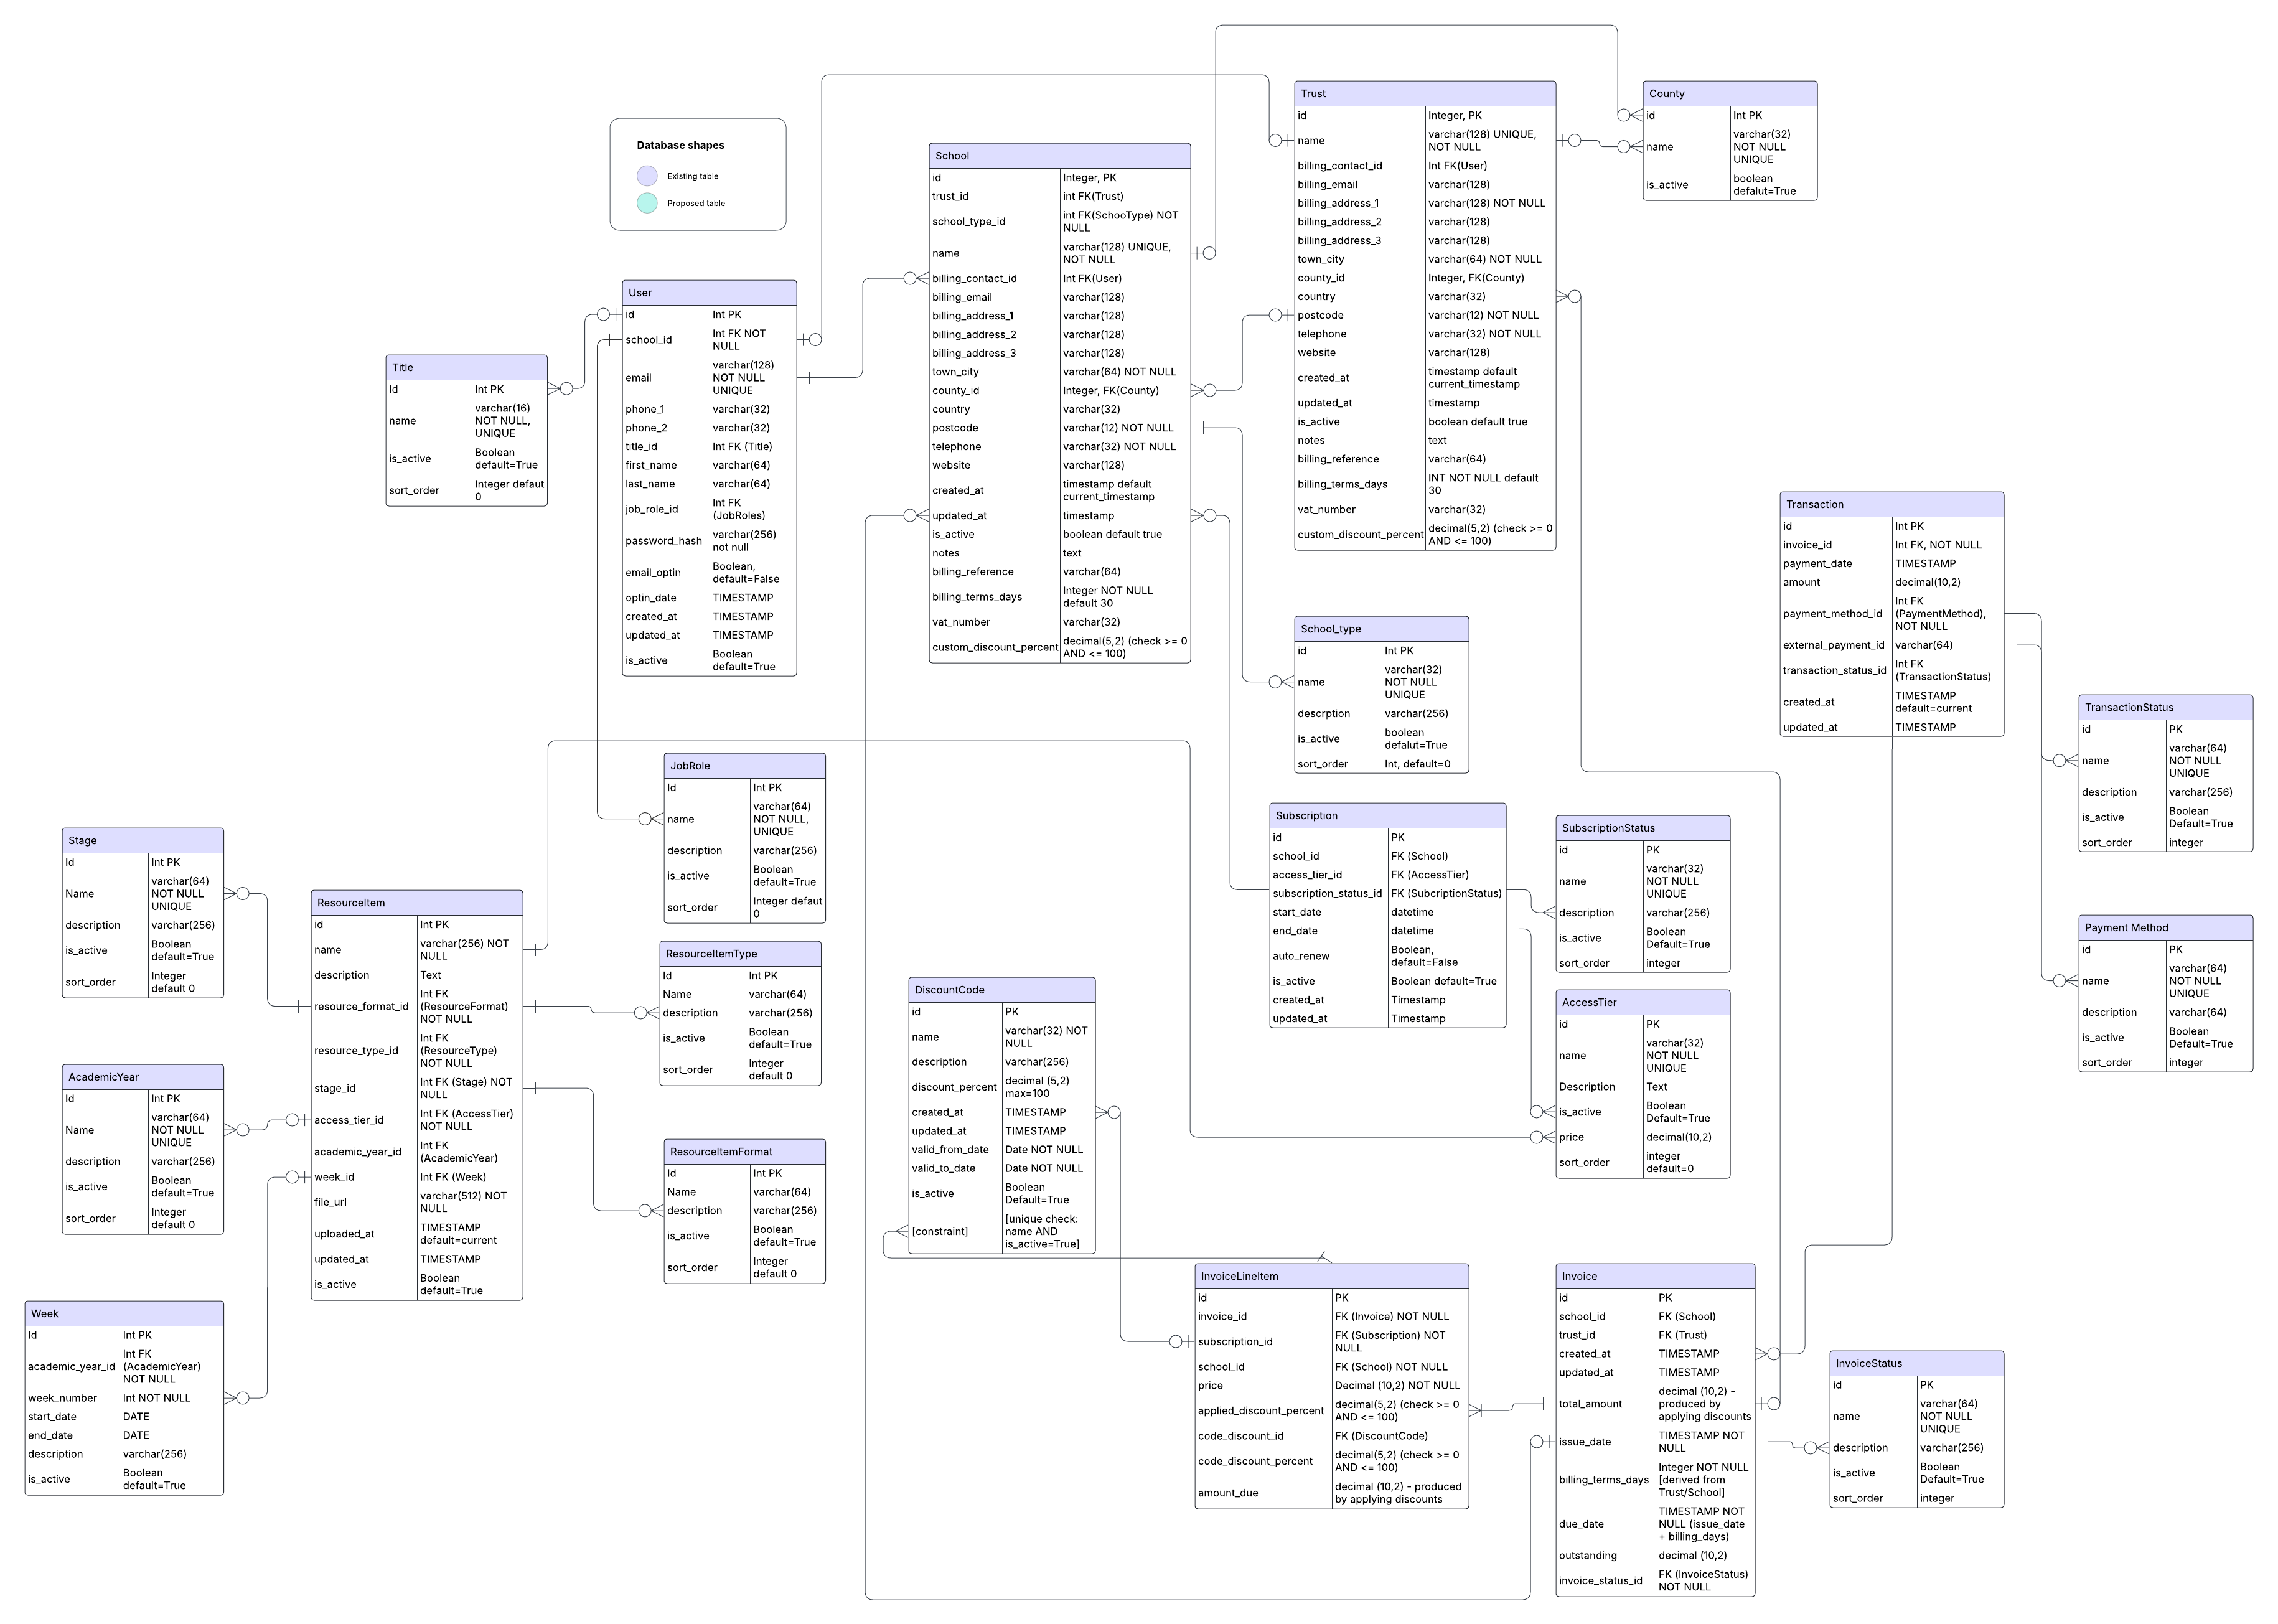 Database shapes
Existing table
Proposed table
Trust
id Integer, PK
name varchar(128) UNIQUE,
NOT NULL
billing_contact_id Int FK(User)
billing_email varchar(128)
billing_address_1 varchar(128) NOT NULL
billing_address_2 varchar(128)
billing_address_3 varchar(128)
town_city varchar(64) NOT NULL
county_id Integer, FK(County)
country varchar(32)
postcode varchar(12) NOT NULL
telephone varchar(32) NOT NULL
website varchar(128)
created_at timestamp default
current_timestamp
updated_at timestamp
is_active boolean default true
notes text
billing_reference varchar(64)
billing_terms_days INT NOT NULL default
30
vat_number varchar(32)
custom_discount_percent decimal(5,2) (check >= 0
AND <= 100)
County
id Int PK
name varchar(32)
NOT NULL
UNIQUE
is_active boolean
defalut=True
School
id Integer, PK
trust_id int FK(Trust)
school_type_id int FK(SchooType) NOT
NULL
name varchar(128) UNIQUE,
NOT NULL
billing_contact_id Int FK(User)
billing_email varchar(128)
billing_address_1 varchar(128)
billing_address_2 varchar(128)
billing_address_3 varchar(128)
town_city varchar(64) NOT NULL
county_id Integer, FK(County)
country varchar(32)
postcode varchar(12) NOT NULL
telephone varchar(32) NOT NULL
website varchar(128)
created_at timestamp default
current_timestamp
updated_at timestamp
is_active boolean default true
notes text
billing_reference varchar(64)
billing_terms_days Integer NOT NULL
default 30
vat_number varchar(32)
custom_discount_percent decimal(5,2) (check >= 0
AND <= 100)
User
id Int PK
school_id Int FK NOT
NULL
email varchar(128)
NOT NULL
UNIQUE
phone_1 varchar(32)
phone_2 varchar(32)
title_id Int FK (Title)
first_name varchar(64)
last_name varchar(64)
job_role_id Int FK
(JobRoles)
password_hash varchar(256)
not null
email_optin Boolean,
default=False
optin_date TIMESTAMP
created_at TIMESTAMP
updated_at TIMESTAMP
is_active Boolean
default=True
Title
Id Int PK
name varchar(16)
NOT NULL,
UNIQUE
is_active Boolean
default=True
sort_order Integer defaut
0
Transaction
id Int PK
invoice_id Int FK, NOT NULL
payment_date TIMESTAMP
amount decimal(10,2)
payment_method_id Int FK
(PaymentMethod),
NOT NULL
external_payment_id varchar(64)
transaction_status_id Int FK
(TransactionStatus)
created_at TIMESTAMP
default=current
updated_at TIMESTAMP
School_type
id Int PK
name varchar(32)
NOT NULL
UNIQUE
descrption varchar(256)
is_active boolean
defalut=True
sort_order Int, default=0
TransactionStatus
id PK
name varchar(64)
NOT NULL
UNIQUE
description varchar(256)
is_active Boolean
Default=True
sort_order integer
JobRole
Id Int PK
name varchar(64)
NOT NULL,
UNIQUE
description varchar(256)
is_active Boolean
default=True
sort_order Integer defaut
0
Subscription
id PK
school_id FK (School)
access_tier_id FK (AccessTier)
subscription_status_id FK (SubcriptionStatus)
start_date datetime
end_date datetime
auto_renew Boolean,
default=False
is_active Boolean default=True
created_at Timestamp
updated_at Timestamp
SubscriptionStatus
id PK
name varchar(32)
NOT NULL
UNIQUE
description varchar(256)
is_active Boolean
Default=True
sort_order integer
Stage
Id Int PK
Name varchar(64)
NOT NULL
UNIQUE
description varchar(256)
is_active Boolean
default=True
sort_order Integer
default 0
ResourceItem
id Int PK
name varchar(256) NOT
NULL
description Text
resource_format_id Int FK
(ResourceFormat)
NOT NULL
resource_type_id Int FK
(ResourceType)
NOT NULL
stage_id Int FK (Stage) NOT
NULL
access_tier_id Int FK (AccessTier)
NOT NULL
academic_year_id Int FK
(AcademicYear)
week_id Int FK (Week)
file_url varchar(512) NOT
NULL
uploaded_at TIMESTAMP
default=current
updated_at TIMESTAMP
is_active Boolean
default=True
Payment Method
id PK
name varchar(64)
NOT NULL
UNIQUE
description varchar(64)
is_active Boolean
Default=True
sort_order integer
ResourceItemType
Id Int PK
Name varchar(64)
description varchar(256)
is_active Boolean
default=True
sort_order Integer
default 0
DiscountCode
id PK
name varchar(32) NOT
NULL
description varchar(256)
discount_percent decimal (5,2)
max=100
created_at TIMESTAMP
updated_at TIMESTAMP
valid_from_date Date NOT NULL
valid_to_date Date NOT NULL
is_active Boolean
Default=True
[constraint] [unique check:
name AND
is_active=True]
AccessTier
id PK
name varchar(32)
NOT NULL
UNIQUE
Description Text
is_active Boolean
Default=True
price decimal(10,2)
sort_order integer
default=0
AcademicYear
Id Int PK
Name varchar(64)
NOT NULL
UNIQUE
description varchar(256)
is_active Boolean
default=True
sort_order Integer
default 0
ResourceItemFormat
Id Int PK
Name varchar(64)
description varchar(256)
is_active Boolean
default=True
sort_order Integer
default 0
InvoiceLineItem
id PK
invoice_id FK (Invoice) NOT NULL
subscription_id FK (Subscription) NOT
NULL
school_id FK (School) NOT NULL
price Decimal (10,2) NOT NULL
applied_discount_percent decimal(5,2) (check >= 0
AND <= 100)
code_discount_id FK (DiscountCode)
code_discount_percent decimal(5,2) (check >= 0
AND <= 100)
amount_due decimal (10,2) - produced
by applying discounts
Invoice
id PK
school_id FK (School)
trust_id FK (Trust)
created_at TIMESTAMP
updated_at TIMESTAMP
total_amount decimal (10,2) -
produced by
applying discounts
issue_date TIMESTAMP NOT
NULL
billing_terms_days Integer NOT NULL
[derived from
Trust/School]
due_date TIMESTAMP NOT
NULL (issue_date
+ billing_days)
outstanding decimal (10,2)
invoice_status_id FK (InvoiceStatus)
NOT NULL
Week
Id Int PK
academic_year_id Int FK
(AcademicYear)
NOT NULL
week_number Int NOT NULL
start_date DATE
end_date DATE
description varchar(256)
is_active Boolean
default=True
InvoiceStatus
id PK
name varchar(64)
NOT NULL
UNIQUE
description varchar(256)
is_active Boolean
Default=True
sort_order integer